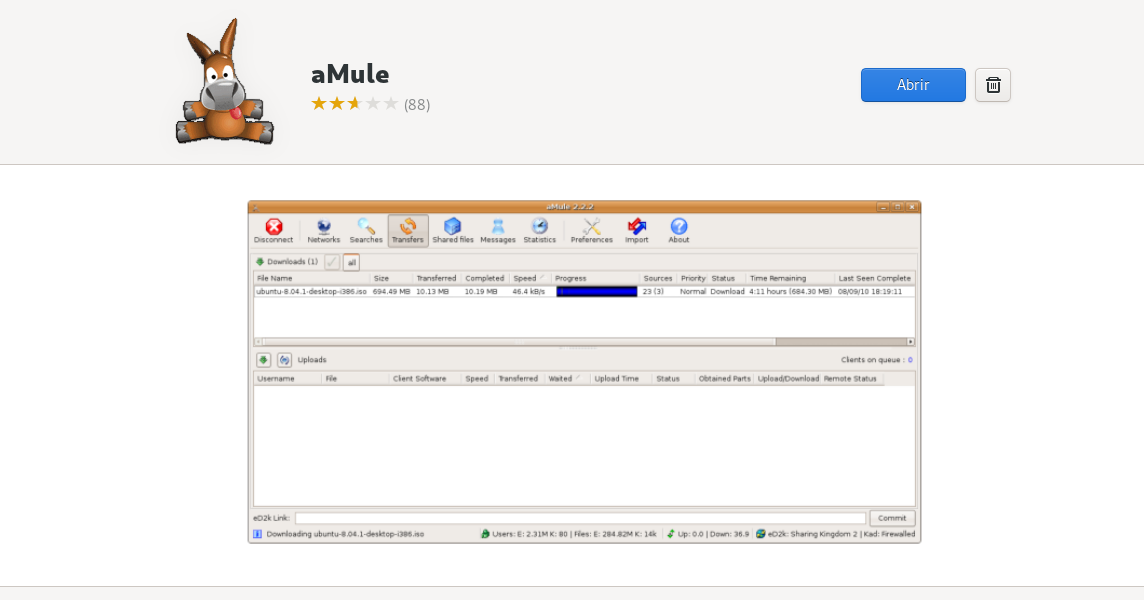 aMule
(88)
Abrir
aMule 2.2.2
Disconnect Networks Searches Transfers Shared files Messages Statistics Preferences Import About
Downloads (1) all
File Name Size Transferred Completed Speed Progress Sources Priority Status Time Remaining Last Seen Complete
ubuntu-8.04.1-desktop-i386.iso 694.49 MB 10.13 MB 10.19 MB 46.4 kB/s 23 (3) Normal Download 4:11 hours (684.30 MB) 08/09/10 18:19:11
Uploads Clients on queue : 0
Username File Client Software Speed Transferred Waited Upload Time Status Obtained Parts Upload/Download Remote Status
eD2k Link: Commit
Downloading ubuntu-8.04.1-desktop-i386.iso Users: E: 2.31M K: 80 | Files: E: 284.82M K: 14k Up: 0.0 | Down: 36.9 eD2k: Sharing Kingdom 2 | Kad: Firewalled